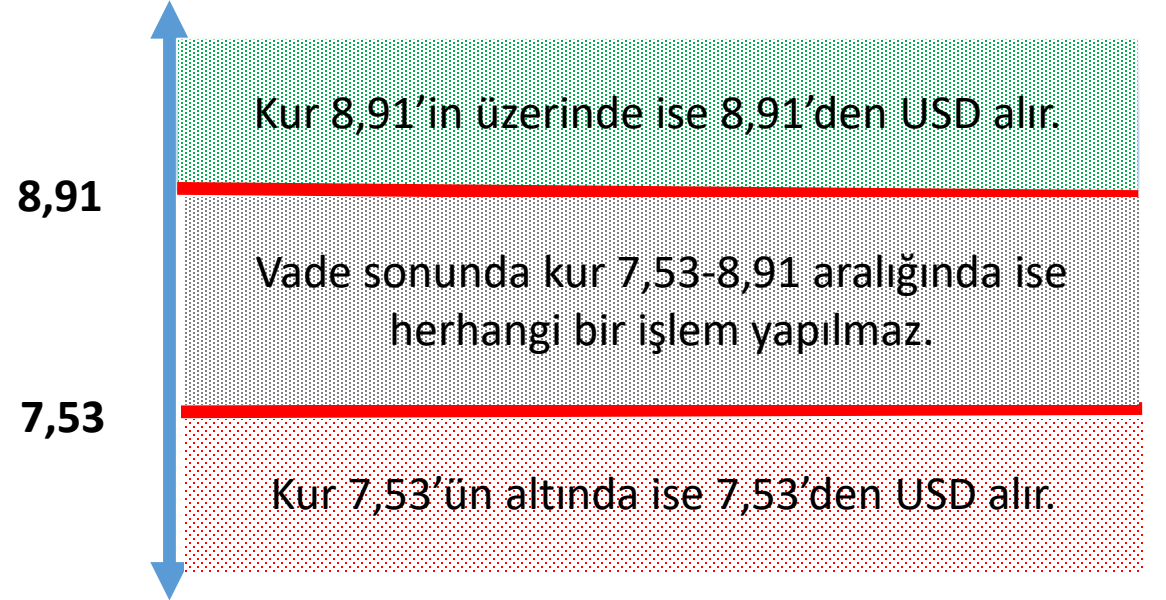 Kur 8,91’in üzerinde ise 8,91’den USD alır.
8,91
Vade sonunda kur 7,53-8,91 aralığında ise
herhangi bir işlem yapılmaz.
7,53
Kur 7,53’ün altında ise 7,53’den USD alır.